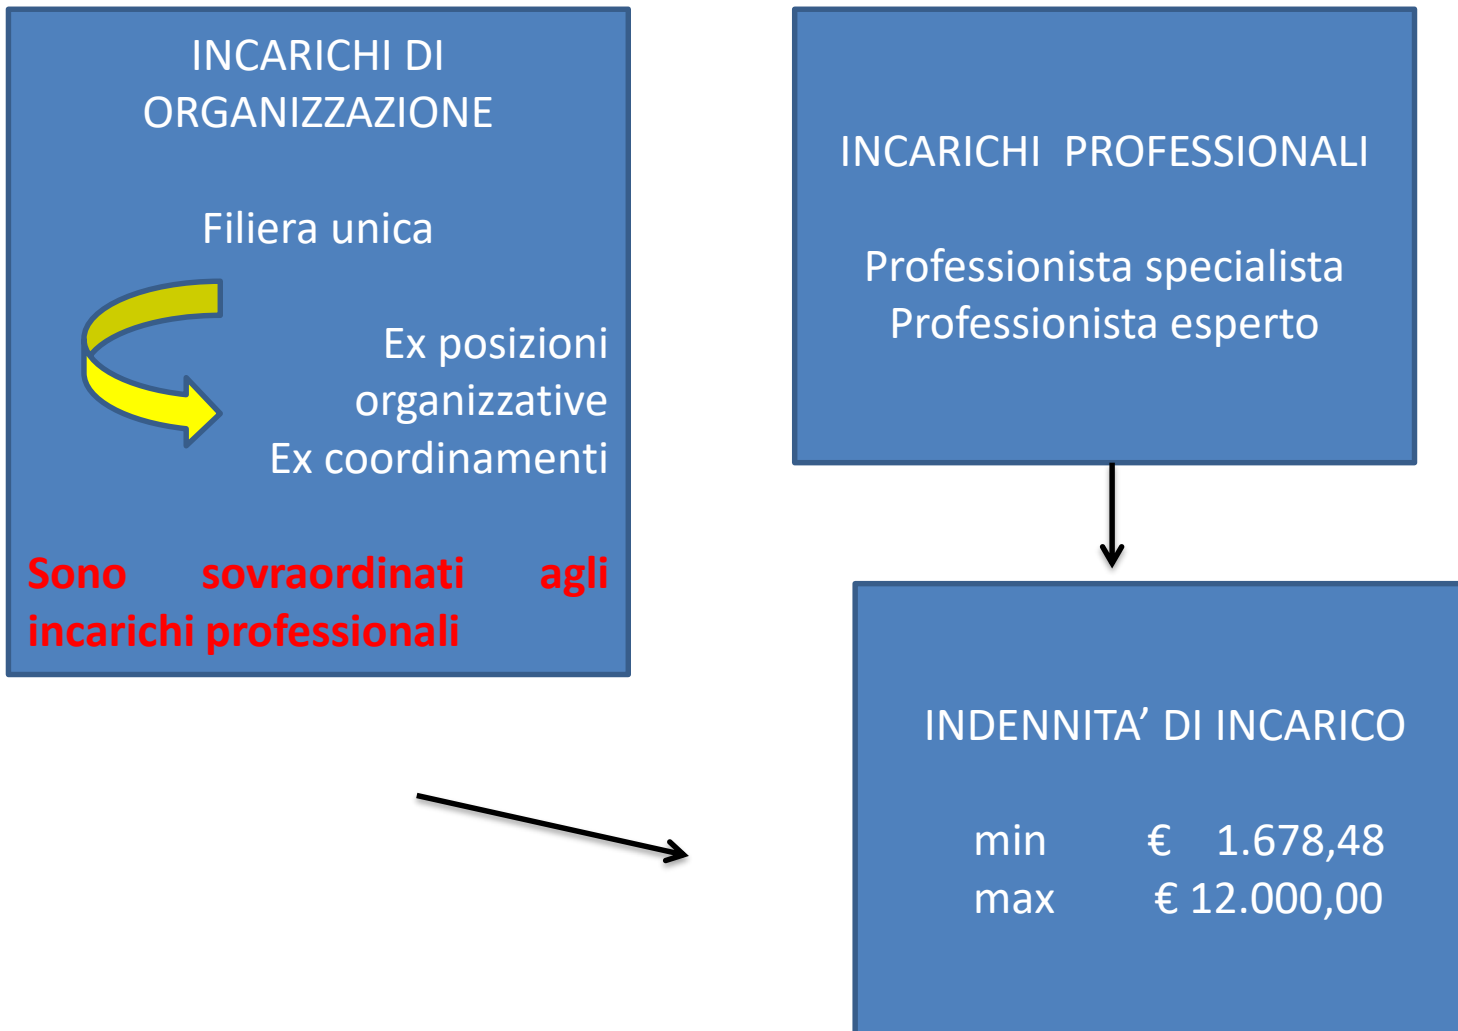 INCARICHI DI
ORGANIZZAZIONE
Filiera unica
Ex posizioni
organizzative
Ex coordinamenti
Sono sovraordinati agli
incarichi professionali
INCARICHI PROFESSIONALI
Professionista specialista
Professionista esperto
INDENNITA’ DI INCARICO
min € 1.678,48
max € 12.000,00